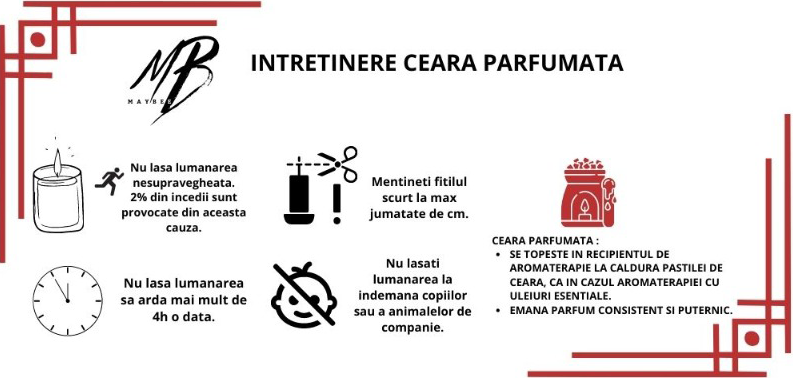 INTRETINERE CEARA PARFUMATA
MB
MAYBEE
Nu lasa lumanarea
nesupravegheata.
2% din incedii sunt
provocate din aceasta
cauza.
Mentineti fitilul
scurt la max
jumatate de cm.
Nu lasa lumanarea
sa arda mai mult de
4h o data.
Nu lasati
lumanarea la
indemana copiilor
sau a animalelor de
companie.
CEARA PARFUMATA :
• SE TOPESTE IN RECIPIENTUL DE
AROMATERAPIE LA CALDURA PASTILEI DE
CEARA, CA IN CAZUL AROMATERAPIEI CU
ULEIURI ESENTIALE.
• EMANA PARFUM CONSISTENT SI PUTERNIC.